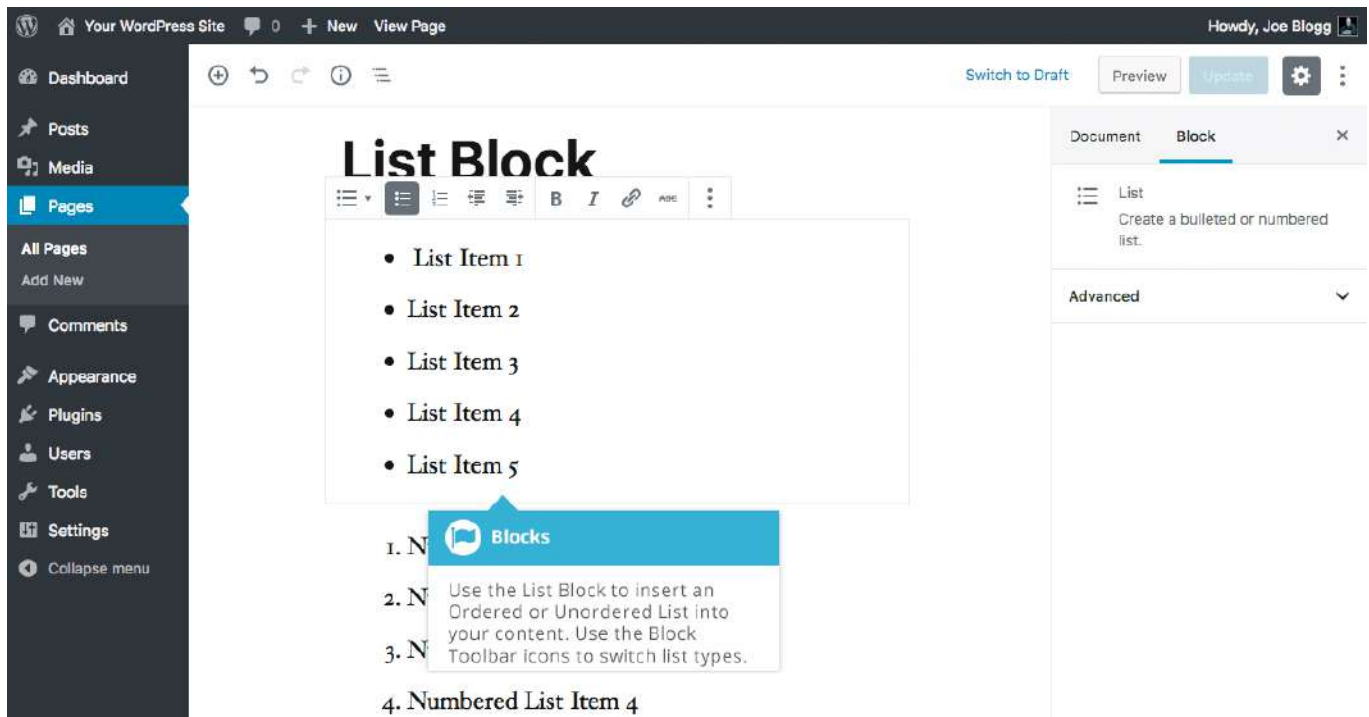 Your WordPress Site 0 + New View Page Howdy, Joe Blogg
Dashboard
Posts
Media
Pages
All Pages
Add New
Comments
Appearance
Plugins
Users
Tools
Settings
Collapse menu
Switch to Draft Preview Update
List Block
B I ABC
• List Item 1
• List Item 2
• List Item 3
• List Item 4
• List Item 5
1. N
2. N
3. N
4. Numbered List Item 4
Blocks
Use the List Block to insert an
Ordered or Unordered List into
your content. Use the Block
Toolbar icons to switch list types.
Document Block ×
List
Create a bulleted or numbered
list.
Advanced